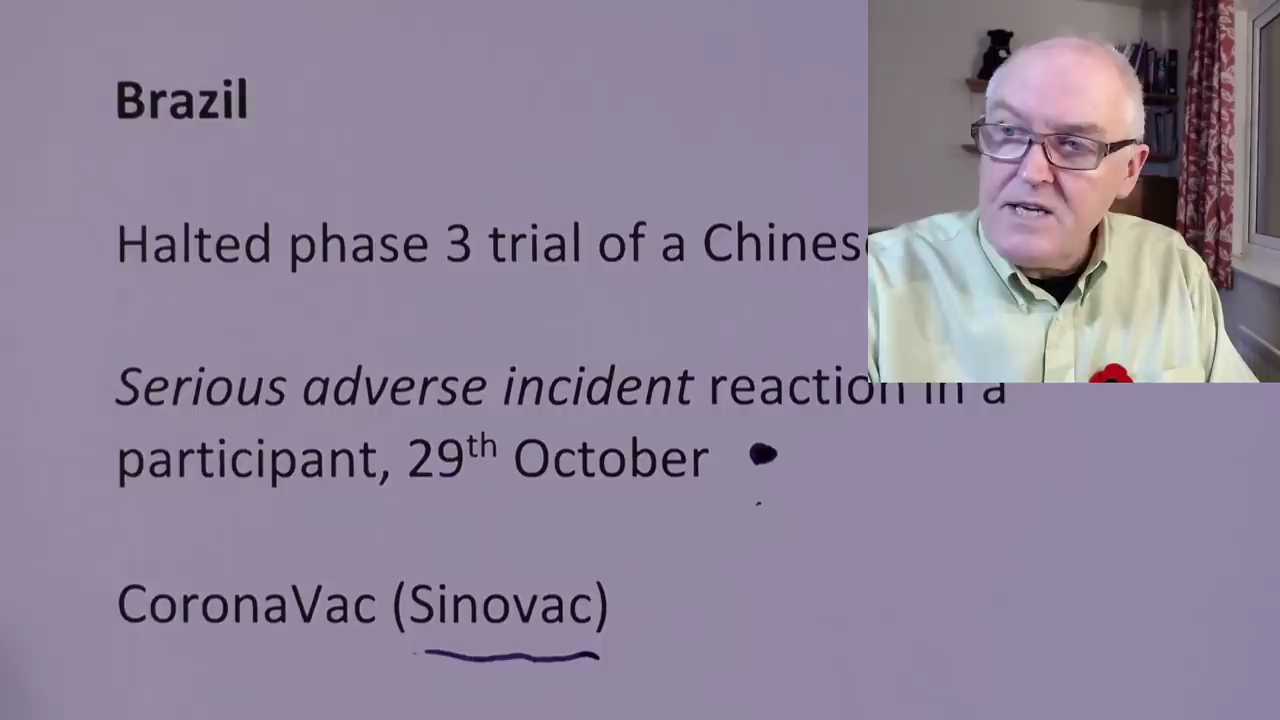 Brazil
Halted phase 3 trial of a Chines
Serious adverse incident reaction in a
participant, 29th October
CoronaVac (Sinovac)